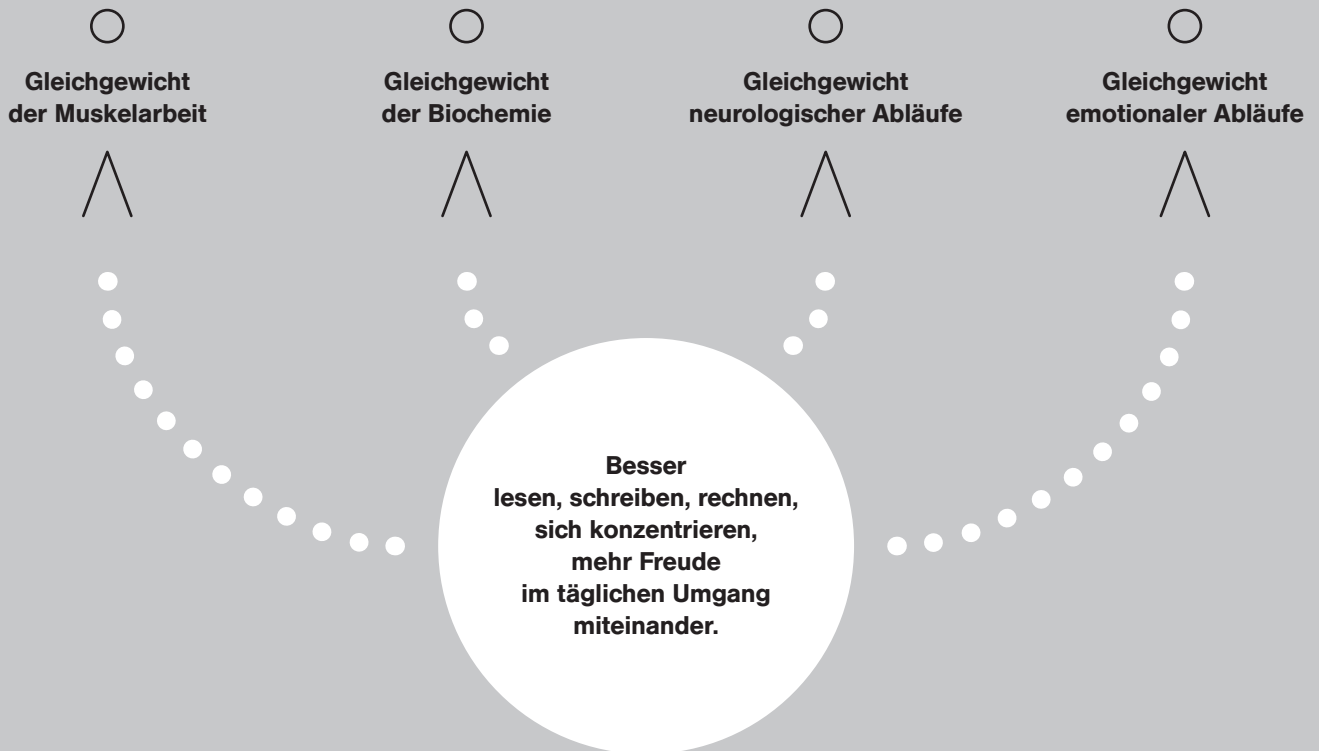 Gleichgewicht
der Muskelarbeit
Gleichgewicht
der Biochemie
Gleichgewicht
neurologischer Abläufe
Gleichgewicht
emotionaler Abläufe
Besser
lesen, schreiben, rechnen,
sich konzentrieren,
mehr Freude
im täglichen Umgang
miteinander.